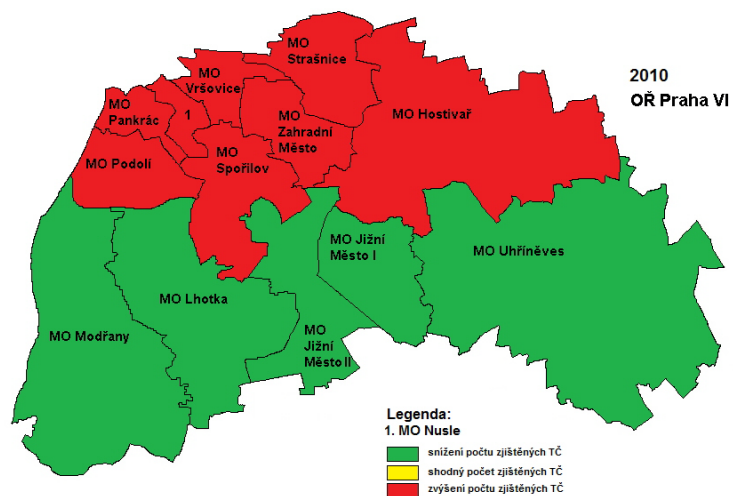 MO
Strašnice
2010
OŘ Praha VI
MO
Vršovice
MO
Pankrác
1
MO
Zahradní
Město
MO Hostivař
MO Podolí
MO
Spořilov
MO Jižní
Město I
MO Uhříněves
MO Lhotka
MO Modřany
MO
Jižní
Město II
Legenda:
1. MO Nusle
snížení počtu zjištěných TČ
shodný počet zjištěných TČ
zvýšení počtu zjištěných TČ